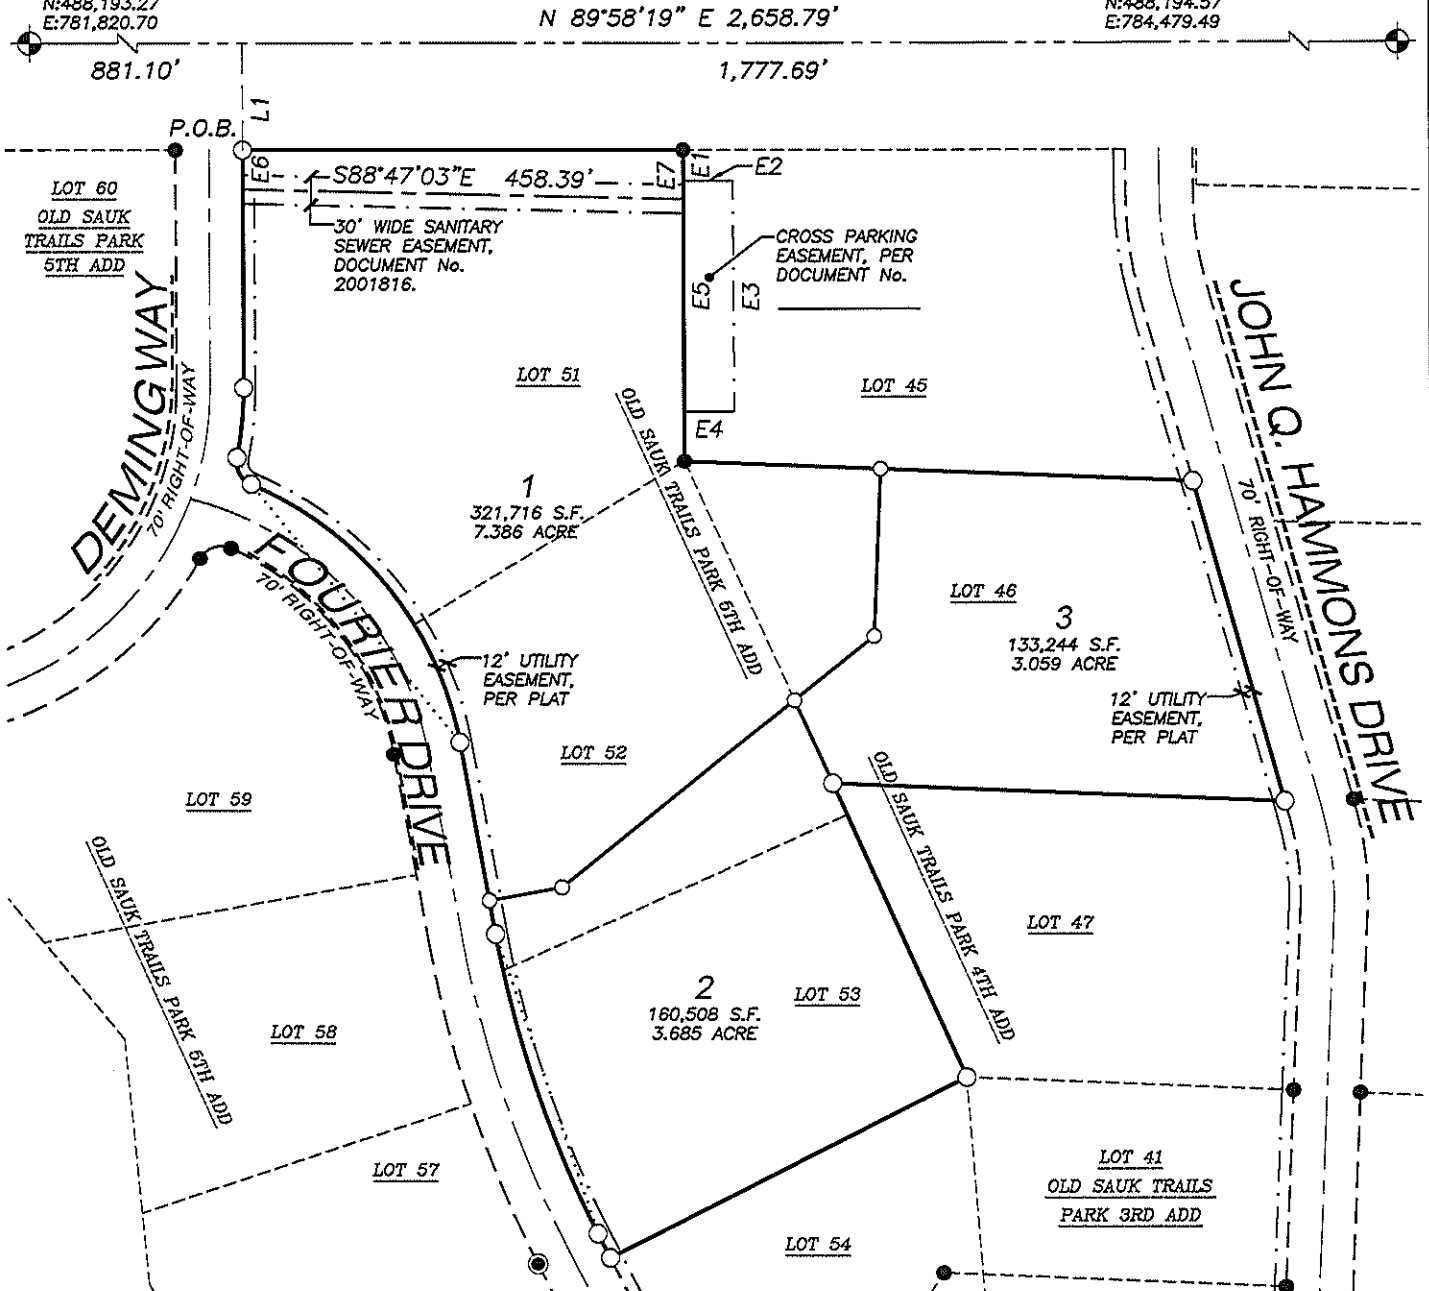 N:488,193.27
E:781,820.70
N 89°58'19" E 2,658.79'
N:488,194.57
E:784,479.49
881.10'
1,777.69'
L1
P.O.B.
E6
S88°47'03"E 458.39'
E7
E1
E2
LOT 60
OLD SAUK
TRAILS PARK
5TH ADD
30' WIDE SANITARY
SEWER EASEMENT,
DOCUMENT No.
2001816.
CROSS PARKING
EASEMENT, PER
DOCUMENT No.
E5
E3
E4
DEMING WAY
70' RIGHT-OF-WAY
LOT 51
LOT 45
JOHN Q. HAMMONS DRIVE
70' RIGHT-OF-WAY
OLD SAUK TRAILS PARK 5TH ADD
1
321,716 S.F.
7.386 ACRE
FOURIER DRIVE
70' RIGHT-OF-WAY
LOT 46
3
133,244 S.F.
3.059 ACRE
12' UTILITY
EASEMENT,
PER PLAT
12' UTILITY
EASEMENT,
PER PLAT
LOT 52
LOT 59
OLD SAUK TRAILS PARK 4TH ADD
OLD SAUK TRAILS PARK 5TH ADD
LOT 47
2
160,508 S.F.
3.685 ACRE
LOT 53
LOT 58
LOT 57
LOT 41
OLD SAUK TRAILS
PARK 3RD ADD
LOT 54